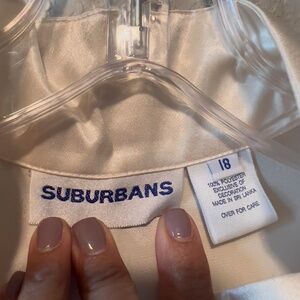 SUBURBANS
18
100% POLYESTER
EXCLUSIVE OF
DECORATION
MADE IN SRI LANKA
OVER FOR CARE